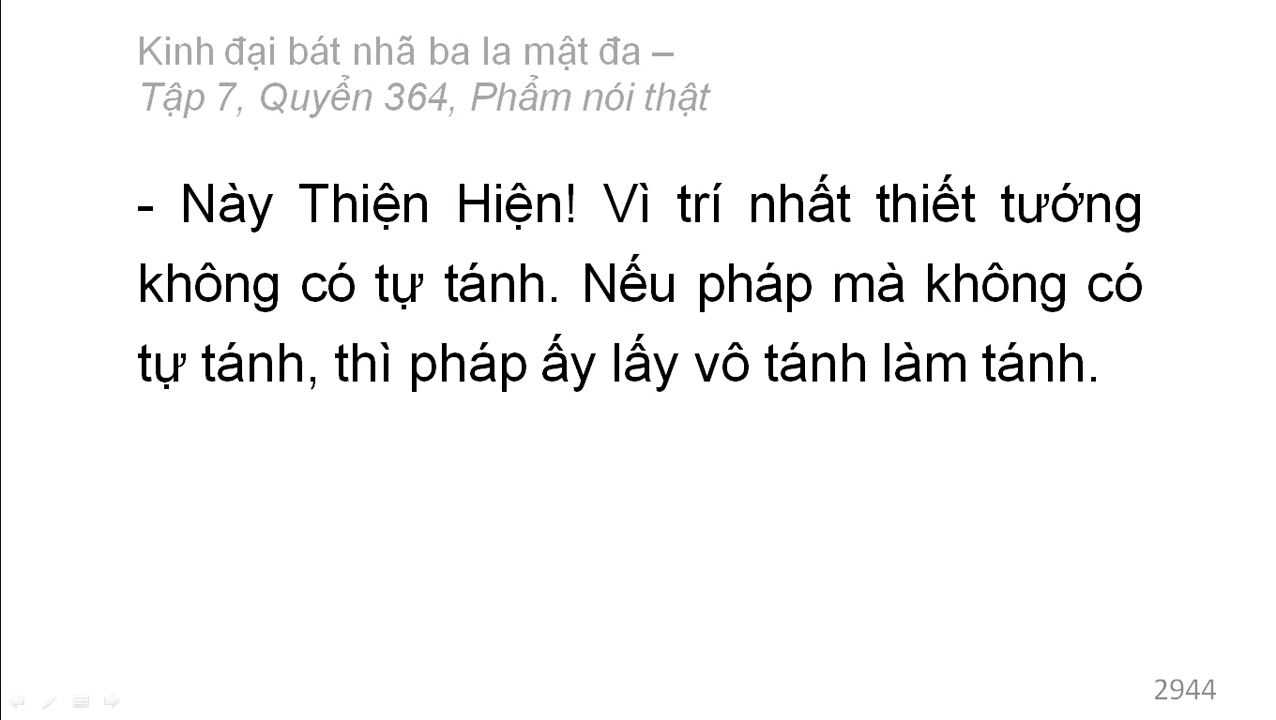 Kinh đại bát nhã ba la mật đa –
Tập 7, Quyển 364, Phẩm nói thật
- Này Thiện Hiện! Vì trí nhất thiết tướng
không có tự tánh. Nếu pháp mà không có
tự tánh, thì pháp ấy lấy vô tánh làm tánh.
2944